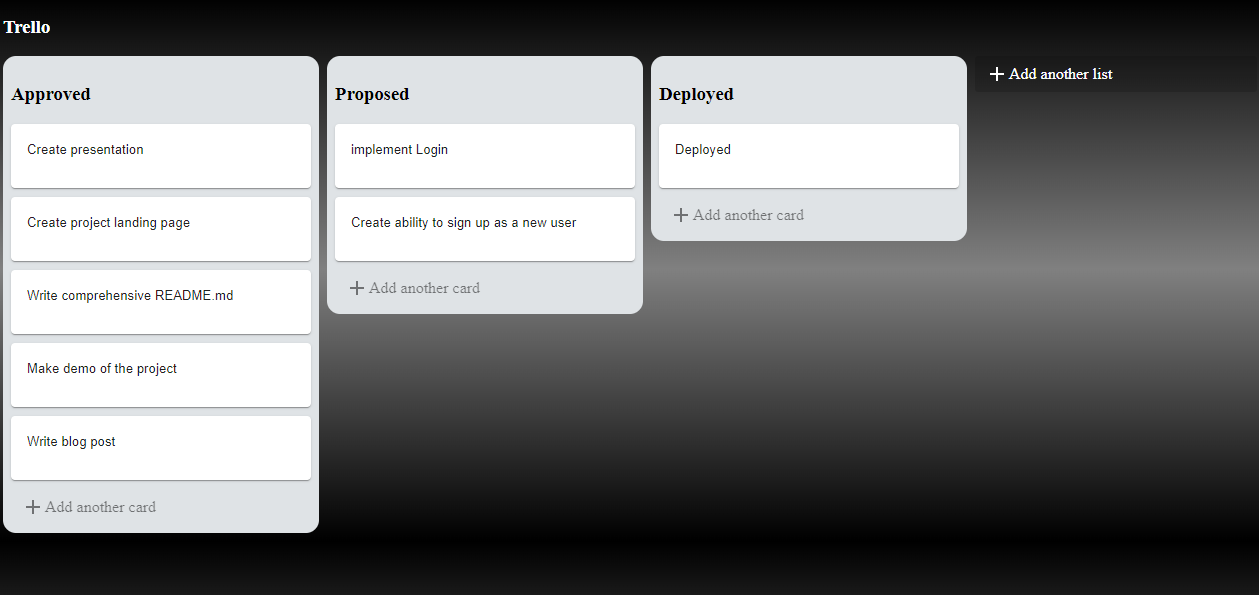 Trello
Approved
Create presentation
Create project landing page
Write comprehensive README.md
Make demo of the project
Write blog post
Add another card
Proposed
implement Login
Create ability to sign up as a new user
Add another card
Deployed
Deployed
Add another card
Add another list